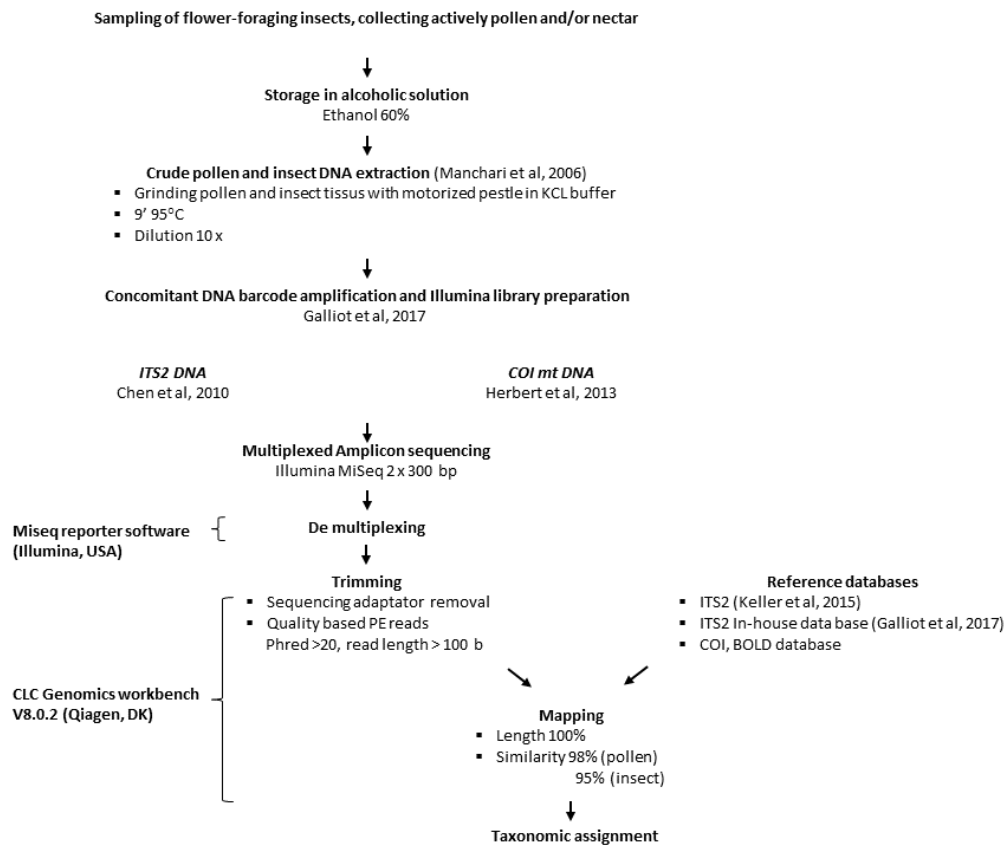 Sampling of flower-foraging insects, collecting actively pollen and/or nectar
Storage in alcoholic solution
Ethanol 60%
Crude pollen and insect DNA extraction (Manchari et al, 2006)
▪ Grinding pollen and insect tissus with motorized pestle in KCL buffer
▪ 9' 95°C
▪ Dilution 10 x
Concomitant DNA barcode amplification and Illumina library preparation
Galliot et al, 2017
ITS2 DNA
Chen et al, 2010
COI mt DNA
Herbert et al, 2013
Multiplexed Amplicon sequencing
Illumina MiSeq 2 x 300 bp
Miseq reporter software
(Illumina, USA)
De multiplexing
Trimming
▪ Sequencing adaptator removal
▪ Quality based PE reads
Phred >20, read length > 100 b
Reference databases
▪ ITS2 (Keller et al, 2015)
▪ ITS2 In-house data base (Galliot et al, 2017)
▪ COI, BOLD database
CLC Genomics workbench
V8.0.2 (Qiagen, DK)
Mapping
▪ Length 100%
▪ Similarity 98% (pollen)
95% (insect)
Taxonomic assignment